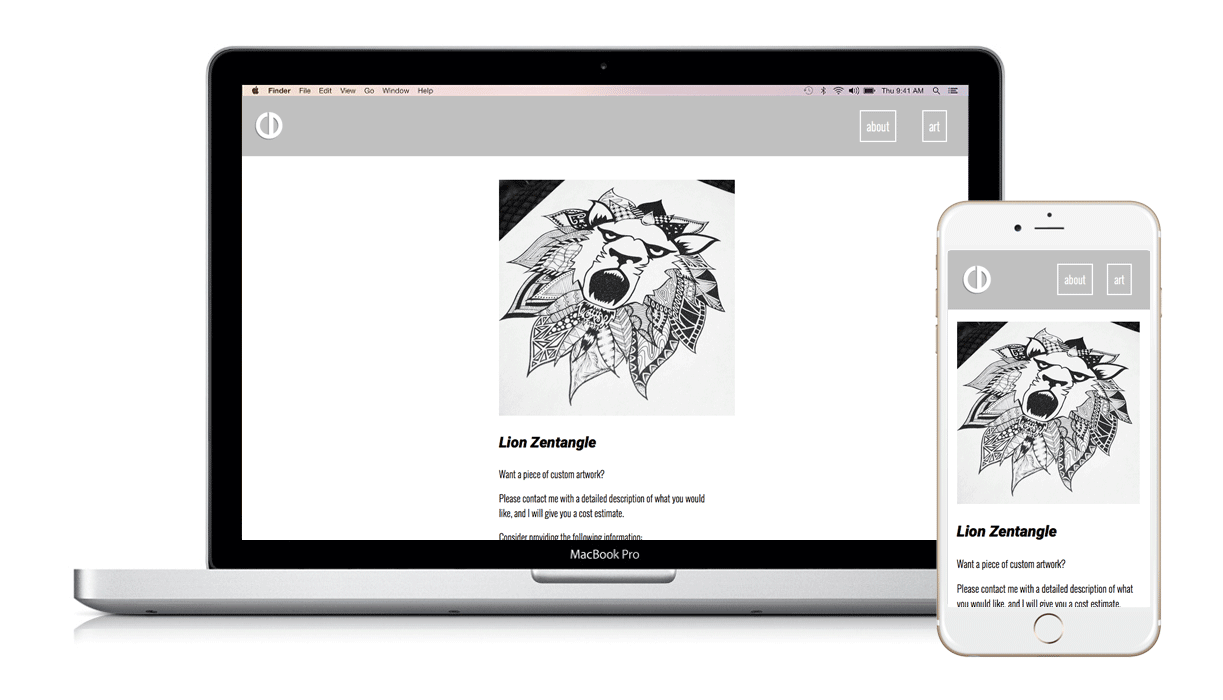 Finder File Edit View Go Window Help Thu 9:41 AM
CD about art
Lion Zentangle
Want a piece of custom artwork?
Please contact me with a detailed description of what you would
like, and I will give you a cost estimate.
Consider providing the following information:
MacBook Pro
CD about art
Lion Zentangle
Want a piece of custom artwork?
Please contact me with a detailed description of what
you would like, and I will give you a cost estimate.